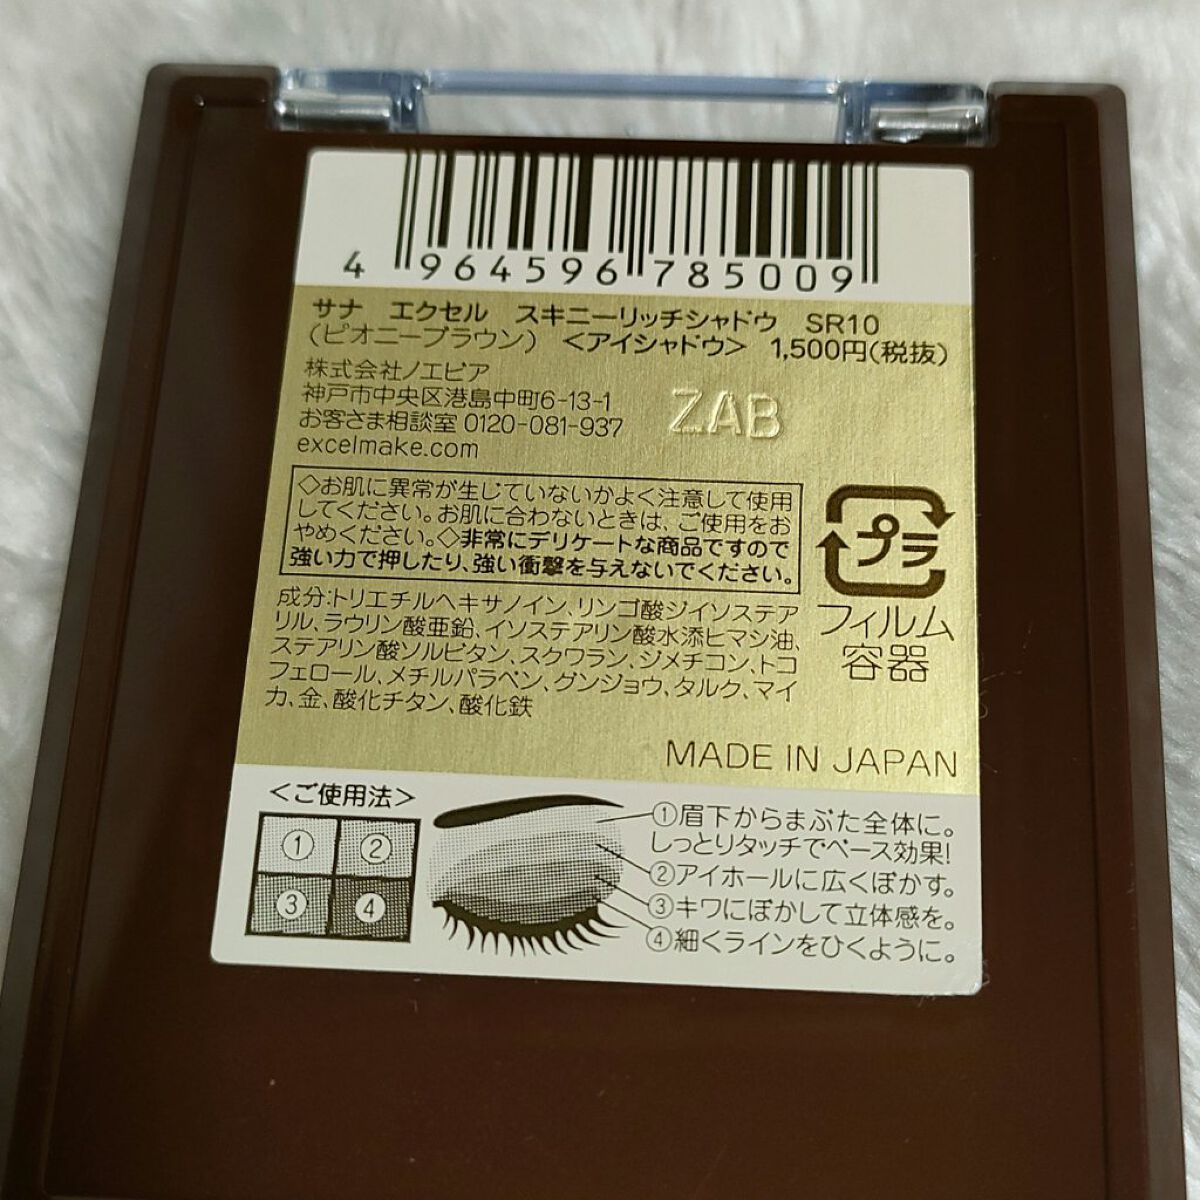 4 964596 785009
サナ エクセル スキニーリッチシャドウ SR10
(ピオニーブラウン) <アイシャドウ> 1,500円(税抜)
株式会社ノエビア
神戸市中央区港島中町6-13-1
お客さま相談室 0120-081-937
excelmake.com
ZAB
◇お肌に異常が生じていないかよく注意して使用
してください。お肌に合わないときは、ご使用をお
やめください。◇非常にデリケートな商品ですので
強い力で押したり、強い衝撃を与えないでください。
プラ
フィルム
容器
成分:トリエチルヘキサノイン、リンゴ酸ジイソステア
リル、ラウリン酸亜鉛、イソステアリン酸水添ヒマシ油、
ステアリン酸ソルビタン、スクワラン、ジメチコン、トコ
フェロール、メチルパラベン、グンジョウ、タルク、マイ
カ、金、酸化チタン、酸化鉄
MADE IN JAPAN
<ご使用法>
① ②
③ ④
①眉下からまぶた全体に。
しっとりタッチでベース効果!
②アイホールに広くぼかす。
③キワにぼかして立体感を。
④細くラインをひくように。